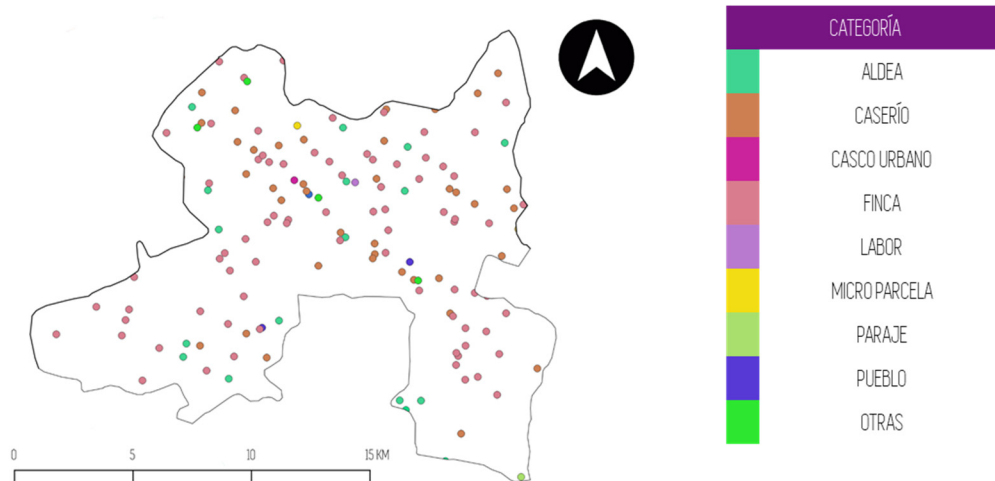 CATEGORÍA
ALDEA
CASERÍO
CASCO URBANO
FINCA
LABOR
MICRO PARCELA
PARAJE
PUEBLO
OTRAS
0 5 10 15 KM